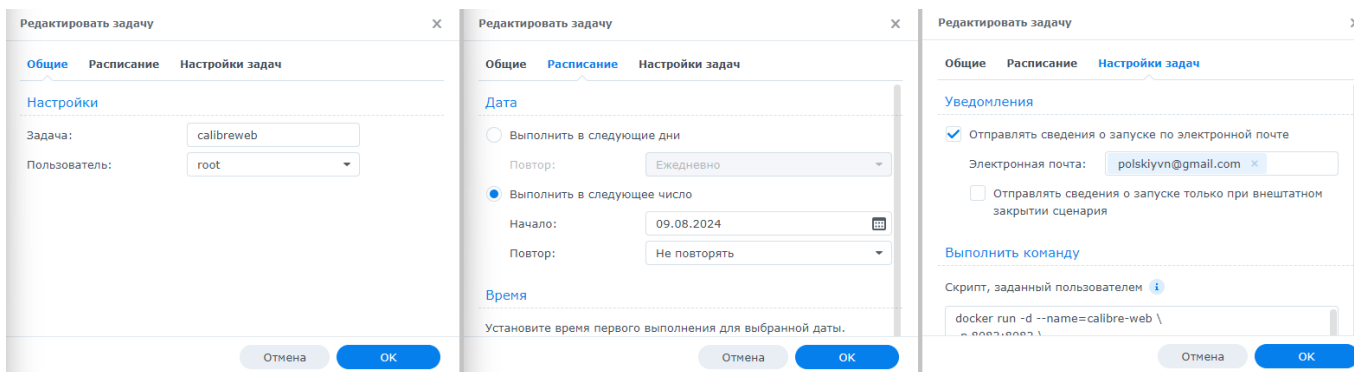 Редактировать задачу
Общие Расписание Настройки задач
Настройки
Задача: calibreweb
Пользователь: root
Отмена OK
Редактировать задачу
Общие Расписание Настройки задач
Дата
Выполнить в следующие дни
Повтор: Ежедневно
Выполнить в следующее число
Начало: 09.08.2024
Повтор: Не повторять
Время
Установите время первого выполнения для выбранной даты.
Отмена OK
Редактировать задачу
Общие Расписание Настройки задач
Уведомления
Отправлять сведения о запуске по электронной почте
Электронная почта: polskiyvn@gmail.com
Отправлять сведения о запуске только при внештатном
закрытии сценария
Выполнить команду
Скрипт, заданный пользователем
docker run -d --name=calibre-web \
Отмена OK